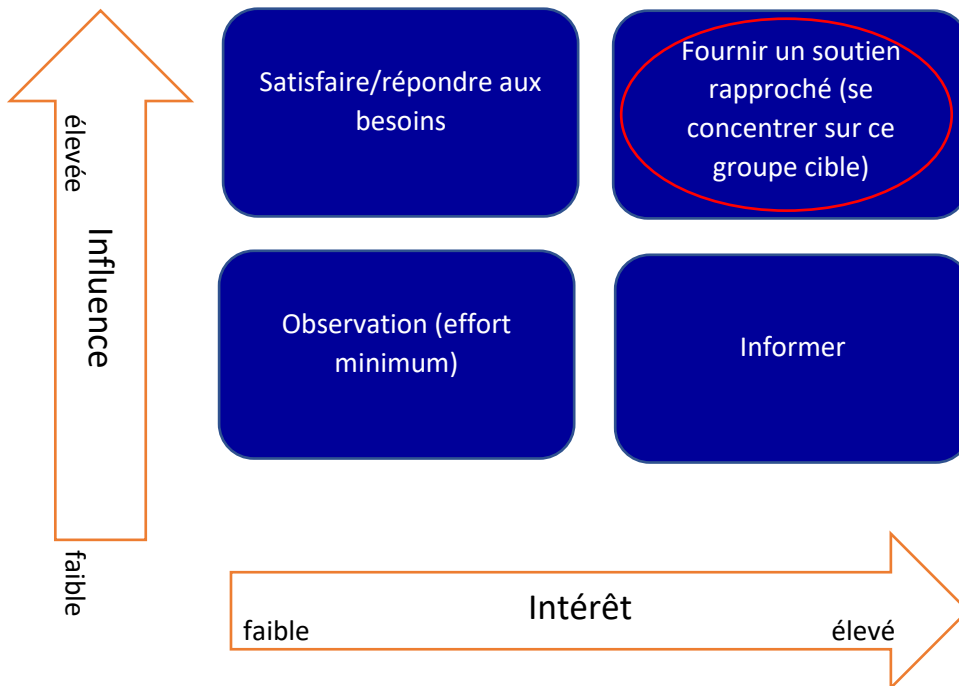 Satisfaire/répondre aux
besoins
Fournir un soutien
rapproché (se
concentrer sur ce
groupe cible)
élevée
Influence
faible
Observation (effort
minimum)
Informer
Intérêt
faible
élevé